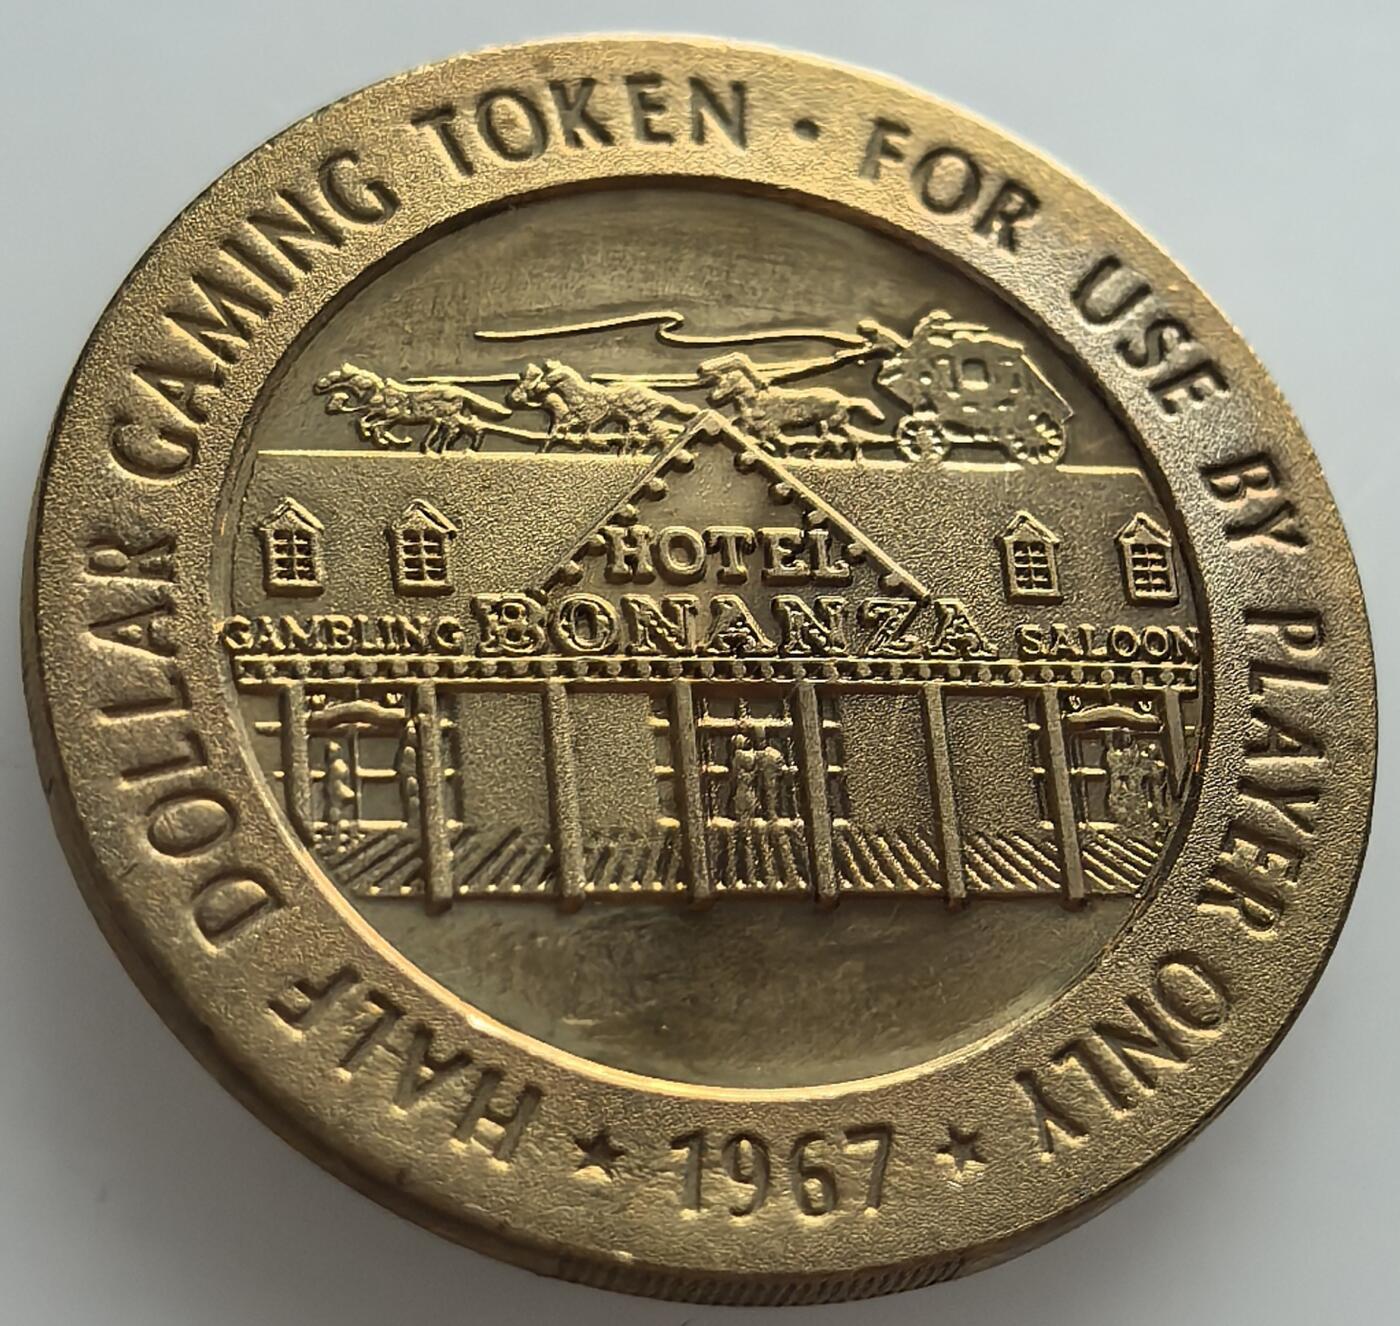 HALF DOLLAR GAMING TOKEN · FOR USE BY PLAYER ONLY
HOTEL
BONANZA
GAMBLING
SALOON
★ 1967 ★